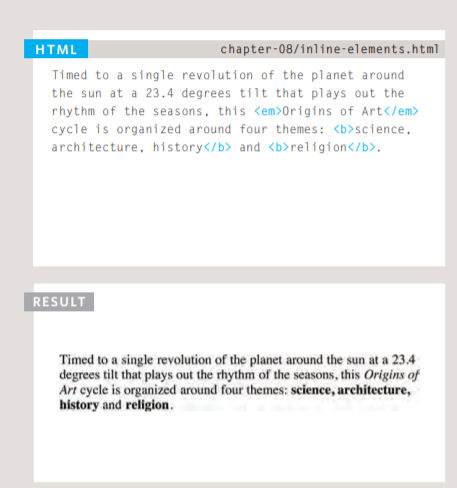 HTML
chapter-08/inline-elements.html
Timed to a single revolution of the planet around
the sun at a 23.4 degrees tilt that plays out the
rhythm of the seasons, this <em>Origins of Art</em>
cycle is organized around four themes: <b>science,
architecture, history</b> and <b>religion</b>.
RESULT
Timed to a single revolution of the planet around the sun at a 23.4
degrees tilt that plays out the rhythm of the seasons, this Origins of
Art cycle is organized around four themes: science, architecture,
history and religion.